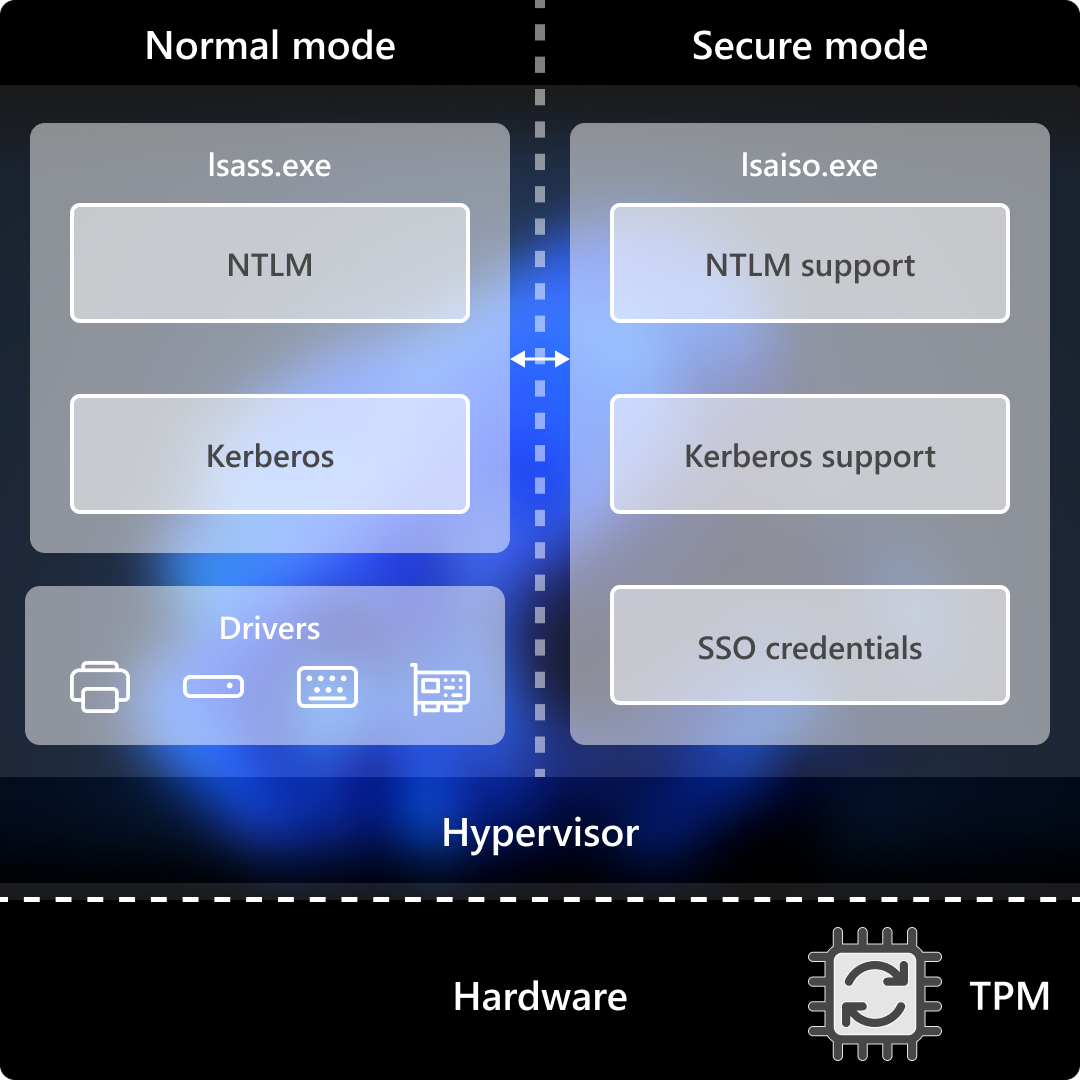 Normal mode
Secure mode
lsass.exe
NTLM
Kerberos
Drivers
lsaiso.exe
NTLM support
Kerberos support
SSO credentials
Hypervisor
Hardware
TPM